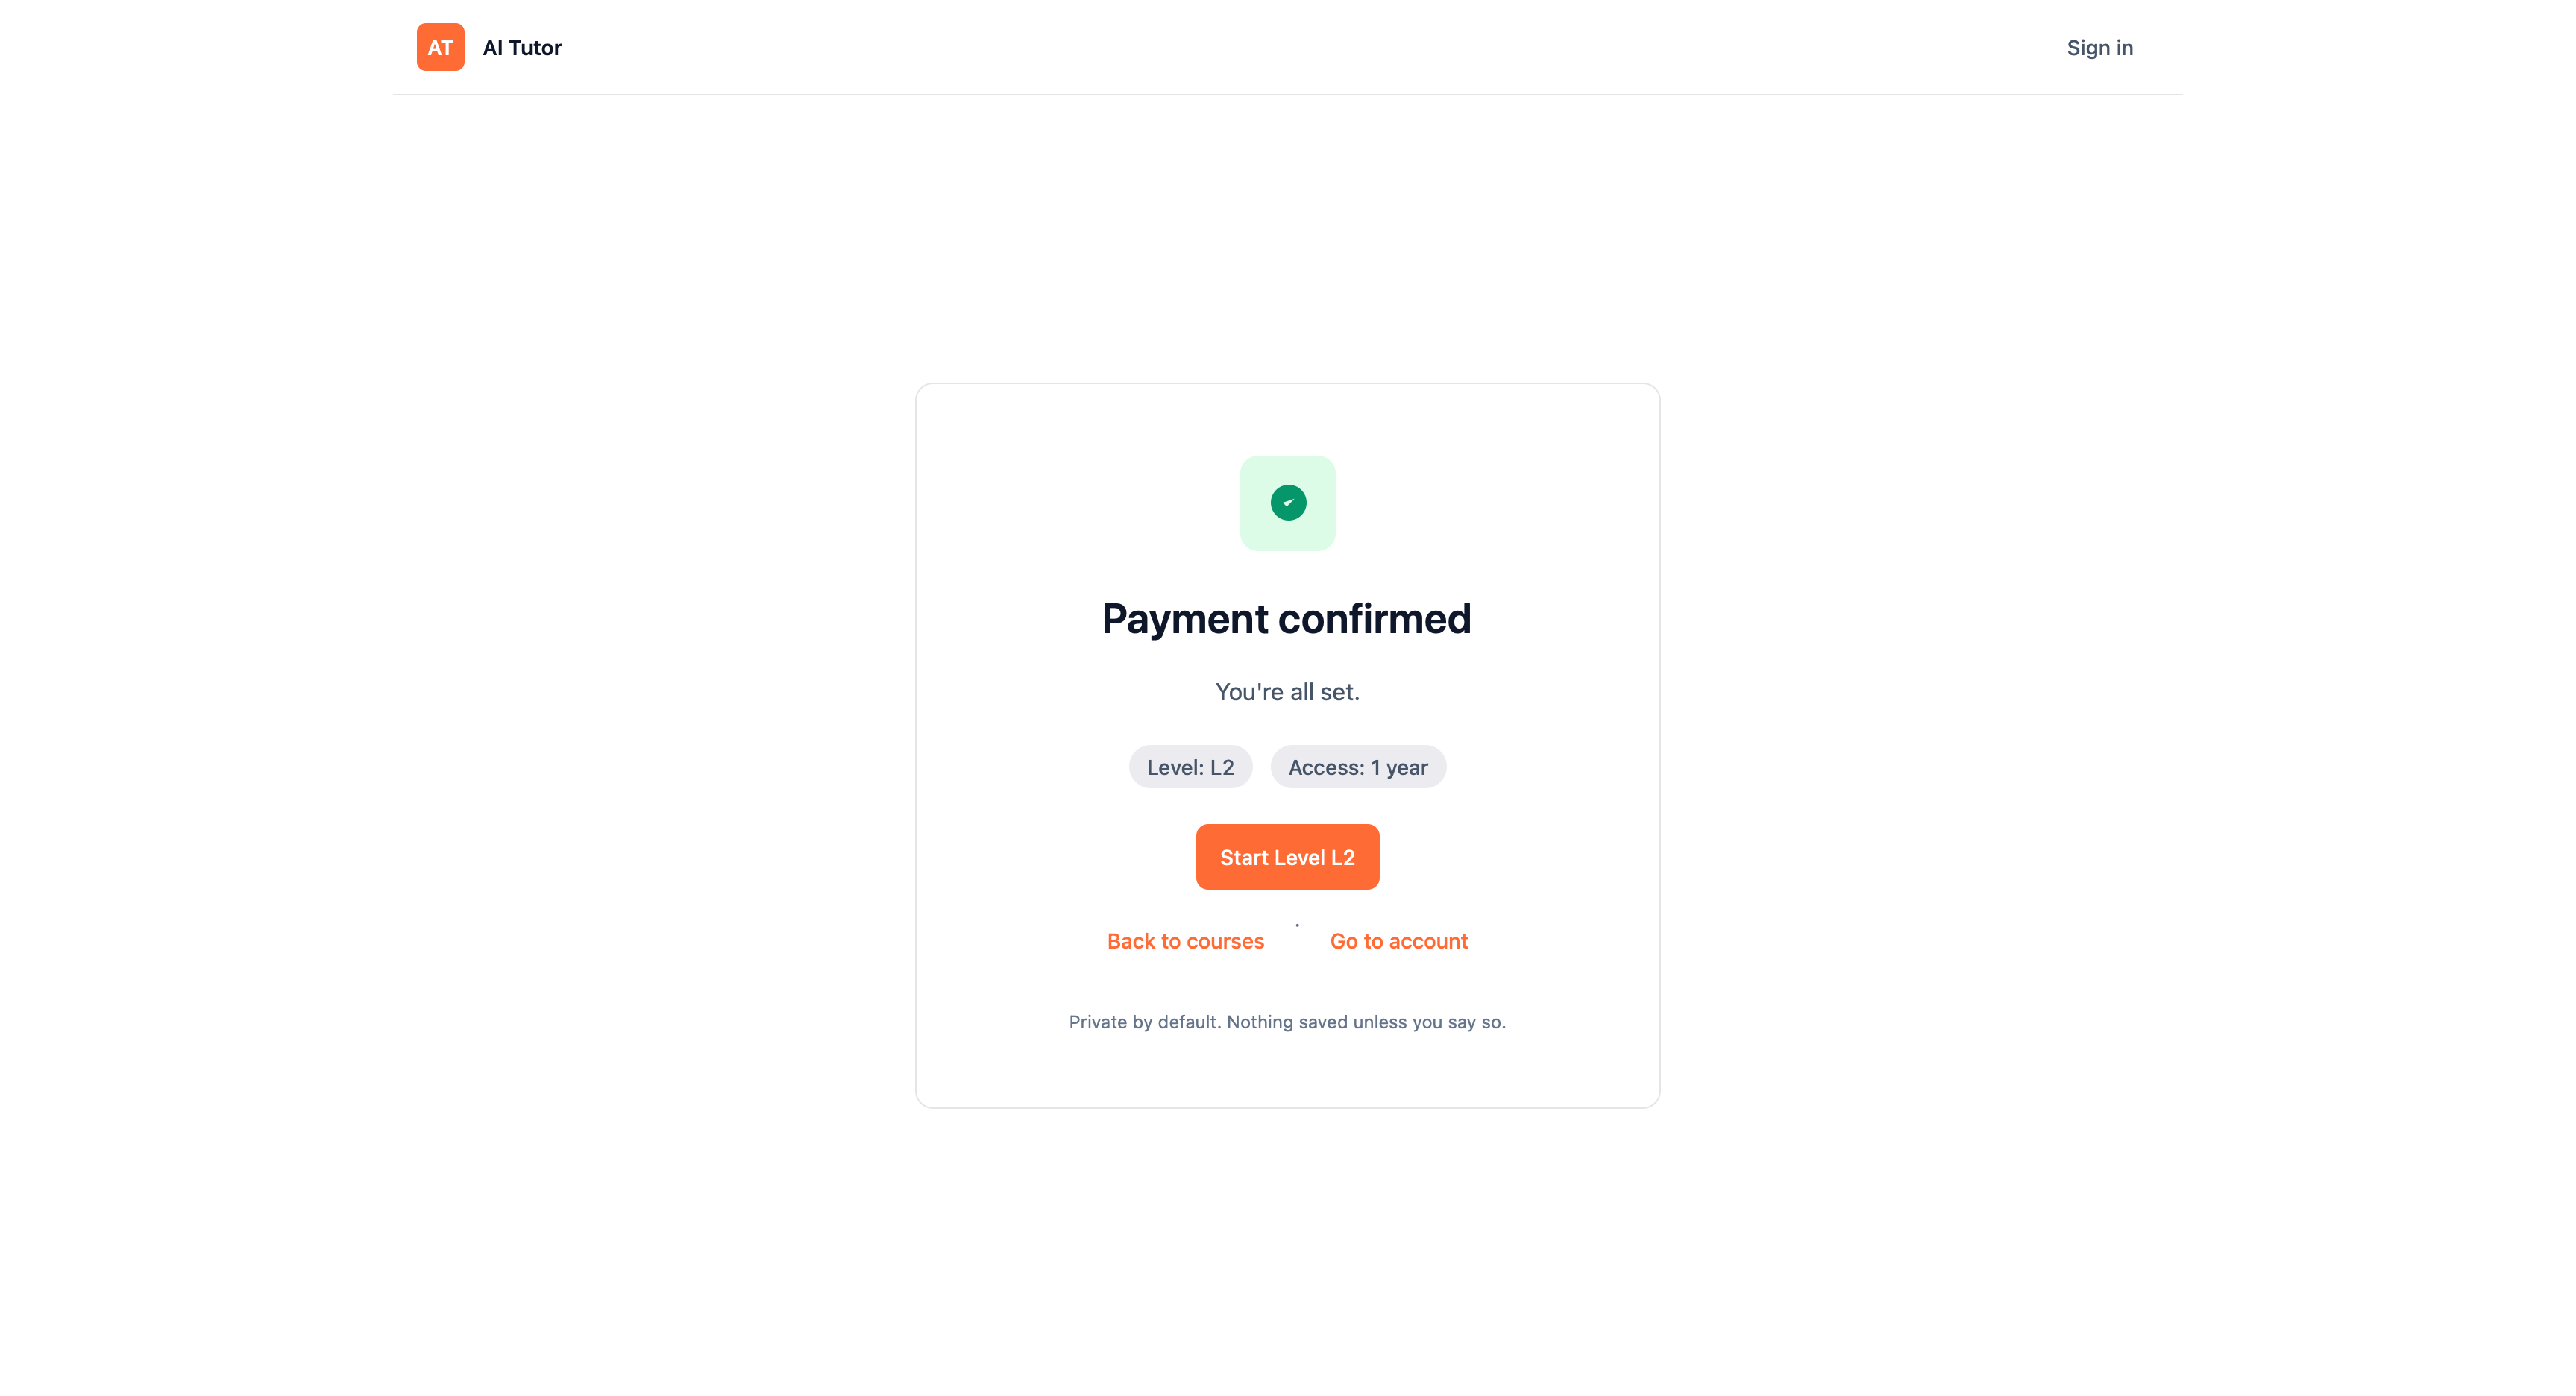 AT AI Tutor Sign in
Payment confirmed
You're all set.
Level: L2 Access: 1 year
Start Level L2
Back to courses · Go to account
Private by default. Nothing saved unless you say so.